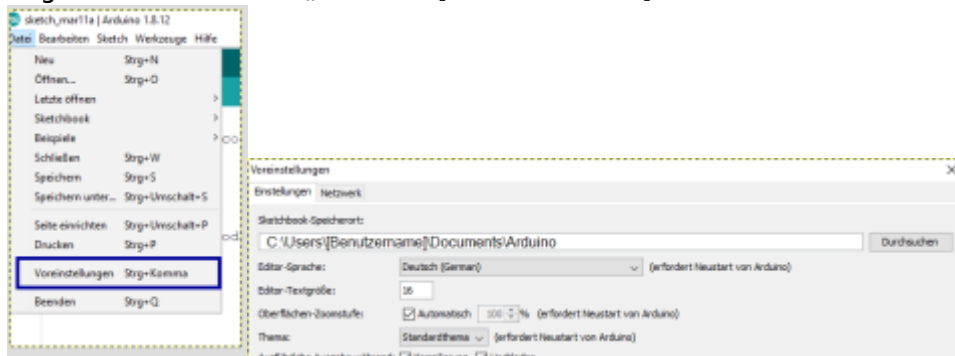 sketch_mar11a | Arduino 1.8.12
Datei Bearbeiten Sketch Werkzeuge Hilfe
Neu Strg+N
Öffnen... Strg+O
Letzte öffnen >
Sketchbook >
Beispiele >
Schließen Strg+W
Speichern Strg+S
Speichern unter... Strg+Umschalt+S
Seite einrichten Strg+Umschalt+P
Drucken Strg+P
Voreinstellungen Strg+Komma
Beenden Strg+Q
Voreinstellungen
Einstellungen Netzwerk
Sketchbook-Speicherort:
C:\Users\[Benutzername]\Documents\Arduino Durchsuchen
Editor-Sprache: Deutsch (German) (erfordert Neustart von Arduino)
Editor-Textgröße: 16
Oberflächen-Zoomstufe: Automatisch 100 % (erfordert Neustart von Arduino)
Thema: Standardthema (erfordert Neustart von Arduino)